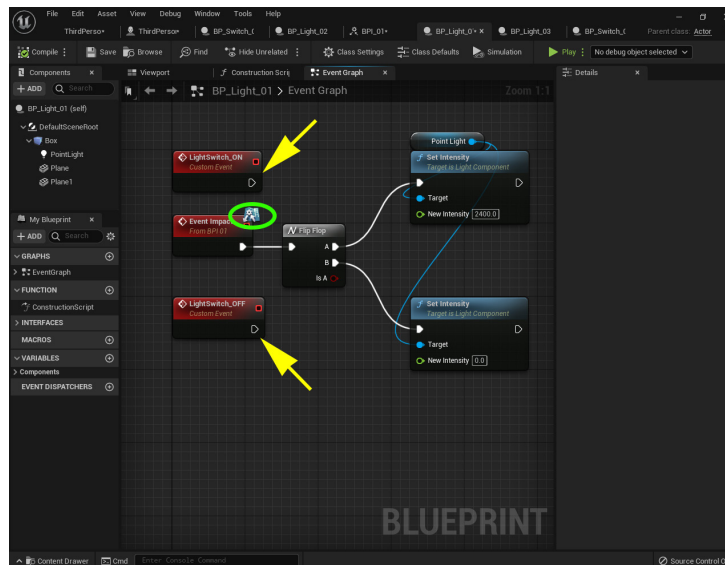 File Edit Asset View Debug Window Tools Help
ThirdPerso• ThirdPerso• BP_Switch_( BP_Light_02 BPI_01• BP_Light_0'• × BP_Light_03 BP_Switch_( Parent class: Actor
Compile Save Browse Find Hide Unrelated Class Settings Class Defaults Simulation Play No debug object selected
Components × Viewport Construction Scrip Event Graph × Details ×
+ ADD Search BP_Light_01 > Event Graph Zoom 1:1
BP_Light_01 (self)
DefaultSceneRoot
Box
PointLight
Plane
Plane1
My Blueprint ×
+ ADD Search
GRAPHS
EventGraph
FUNCTION
ConstructionScript
INTERFACES
MACROS
VARIABLES
Components
EVENT DISPATCHERS
LightSwitch_ON
Custom Event
Event Impac
From BPI 01
LightSwitch_OFF
Custom Event
Flip Flop
A
B
Is A
Point Light
Set Intensity
Target is Light Component
Target
New Intensity 2400.0
Set Intensity
Target is Light Component
Target
New Intensity 0.0
BLUEPRINT
Content Drawer Cmd Enter Console Command Source Control O